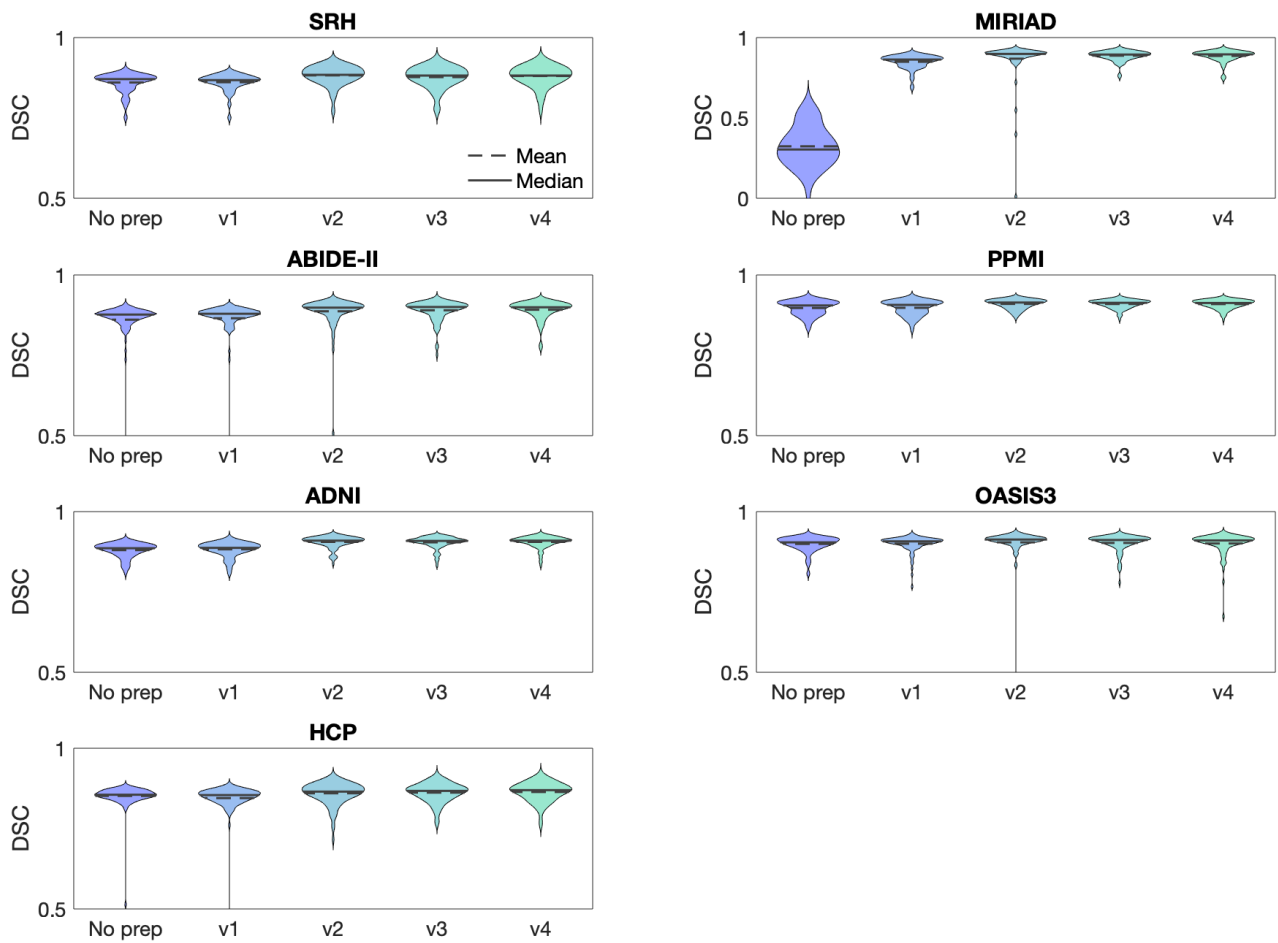 SRH
1
DSC
Mean
Median
0.5
No prep v1 v2 v3 v4
MIRIAD
1
DSC
0.5
0
No prep v1 v2 v3 v4
ABIDE-II
1
DSC
0.5
No prep v1 v2 v3 v4
PPMI
1
DSC
0.5
No prep v1 v2 v3 v4
ADNI
1
DSC
0.5
No prep v1 v2 v3 v4
OASIS3
1
DSC
0.5
No prep v1 v2 v3 v4
HCP
1
DSC
0.5
No prep v1 v2 v3 v4